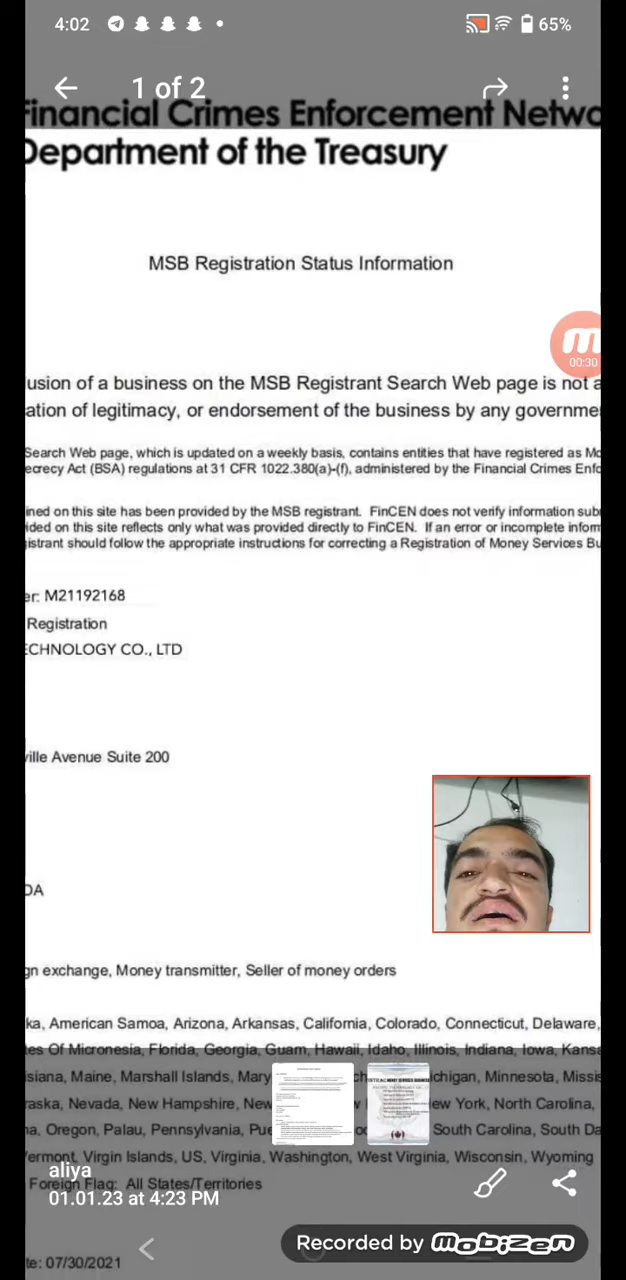 4:02
65%
1 of 2
Financial Crimes Enforcement Netwo
Department of the Treasury
MSB Registration Status Information
00:30
usion of a business on the MSB Registrant Search Web page is not a
ation of legitimacy, or endorsement of the business by any governme
Search Web page, which is updated on a weekly basis, contains entities that have registered as Mo
ecrecy Act (BSA) regulations at 31 CFR 1022.380(a)-(f), administered by the Financial Crimes Enfo
ined on this site has been provided by the MSB registrant. FinCEN does not verify information sub
ided on this site reflects only what was provided directly to FinCEN. If an error or incomplete inform
istrant should follow the appropriate instructions for correcting a Registration of Money Services Bu
er: M21192168
Registration
ECHNOLOGY CO., LTD
ille Avenue Suite 200
DA
gn exchange, Money transmitter, Seller of money orders
ka, American Samoa, Arizona, Arkansas, California, Colorado, Connecticut, Delaware,
tes Of Micronesia, Florida, Georgia, Guam, Hawaii, Idaho, Illinois, Indiana, Iowa, Kansa
isiana, Maine, Marshall Islands, Mary ichigan, Minnesota, Missis
raska, Nevada, New Hampshire, New ew York, North Carolina,
a, Oregon, Palau, Pennsylvania, Pue South Carolina, South Da
Vermont, Virgin Islands, US, Virginia, Washington, West Virginia, Wisconsin, Wyoming
aliya
Foreign Flag: All States/Territories
01.01.23 at 4:23 PM
Recorded by Mobizen
te: 07/30/2021